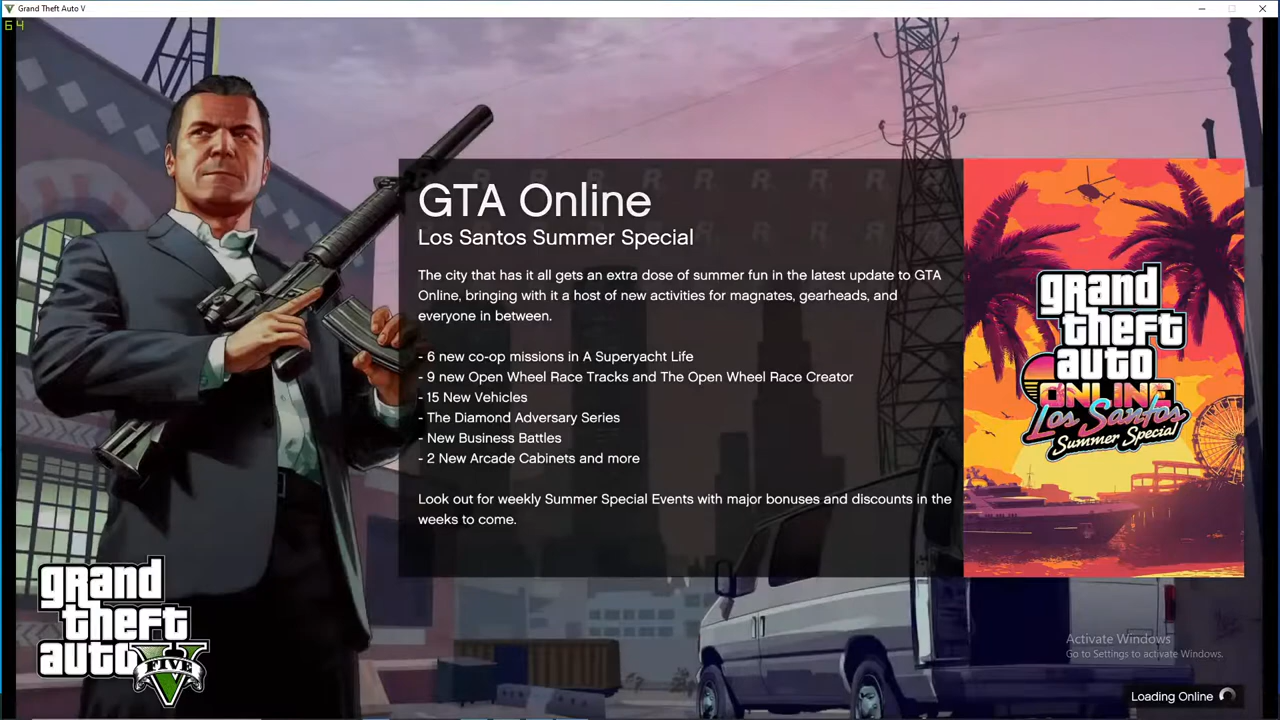 Grand Theft Auto V
64
GTA Online
Los Santos Summer Special
The city that has it all gets an extra dose of summer fun in the latest update to GTA
Online, bringing with it a host of new activities for magnates, gearheads, and
everyone in between.
- 6 new co-op missions in A Superyacht Life
- 9 new Open Wheel Race Tracks and The Open Wheel Race Creator
- 15 New Vehicles
- The Diamond Adversary Series
- New Business Battles
- 2 New Arcade Cabinets and more
Look out for weekly Summer Special Events with major bonuses and discounts in the
weeks to come.
grand
theft
auto
ONLINE
Los Santos
Summer Special
grand
theft
auto
V
FIVE
Activate Windows
Go to Settings to activate Windows.
Loading Online